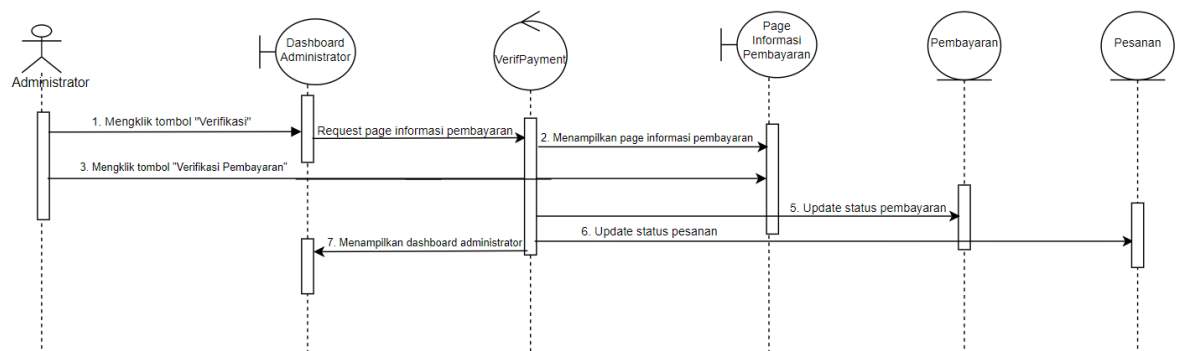 Administrator
Dashboard
Administrator
VerifPayment
Page
Informasi
Pembayaran
Pembayaran
Pesanan
1. Mengklik tombol "Verifikasi"
Request page informasi pembayaran
2. Menampilkan page informasi pembayaran
3. Mengklik tombol "Verifikasi Pembayaran"
5. Update status pembayaran
6. Update status pesanan
7. Menampilkan dashboard administrator